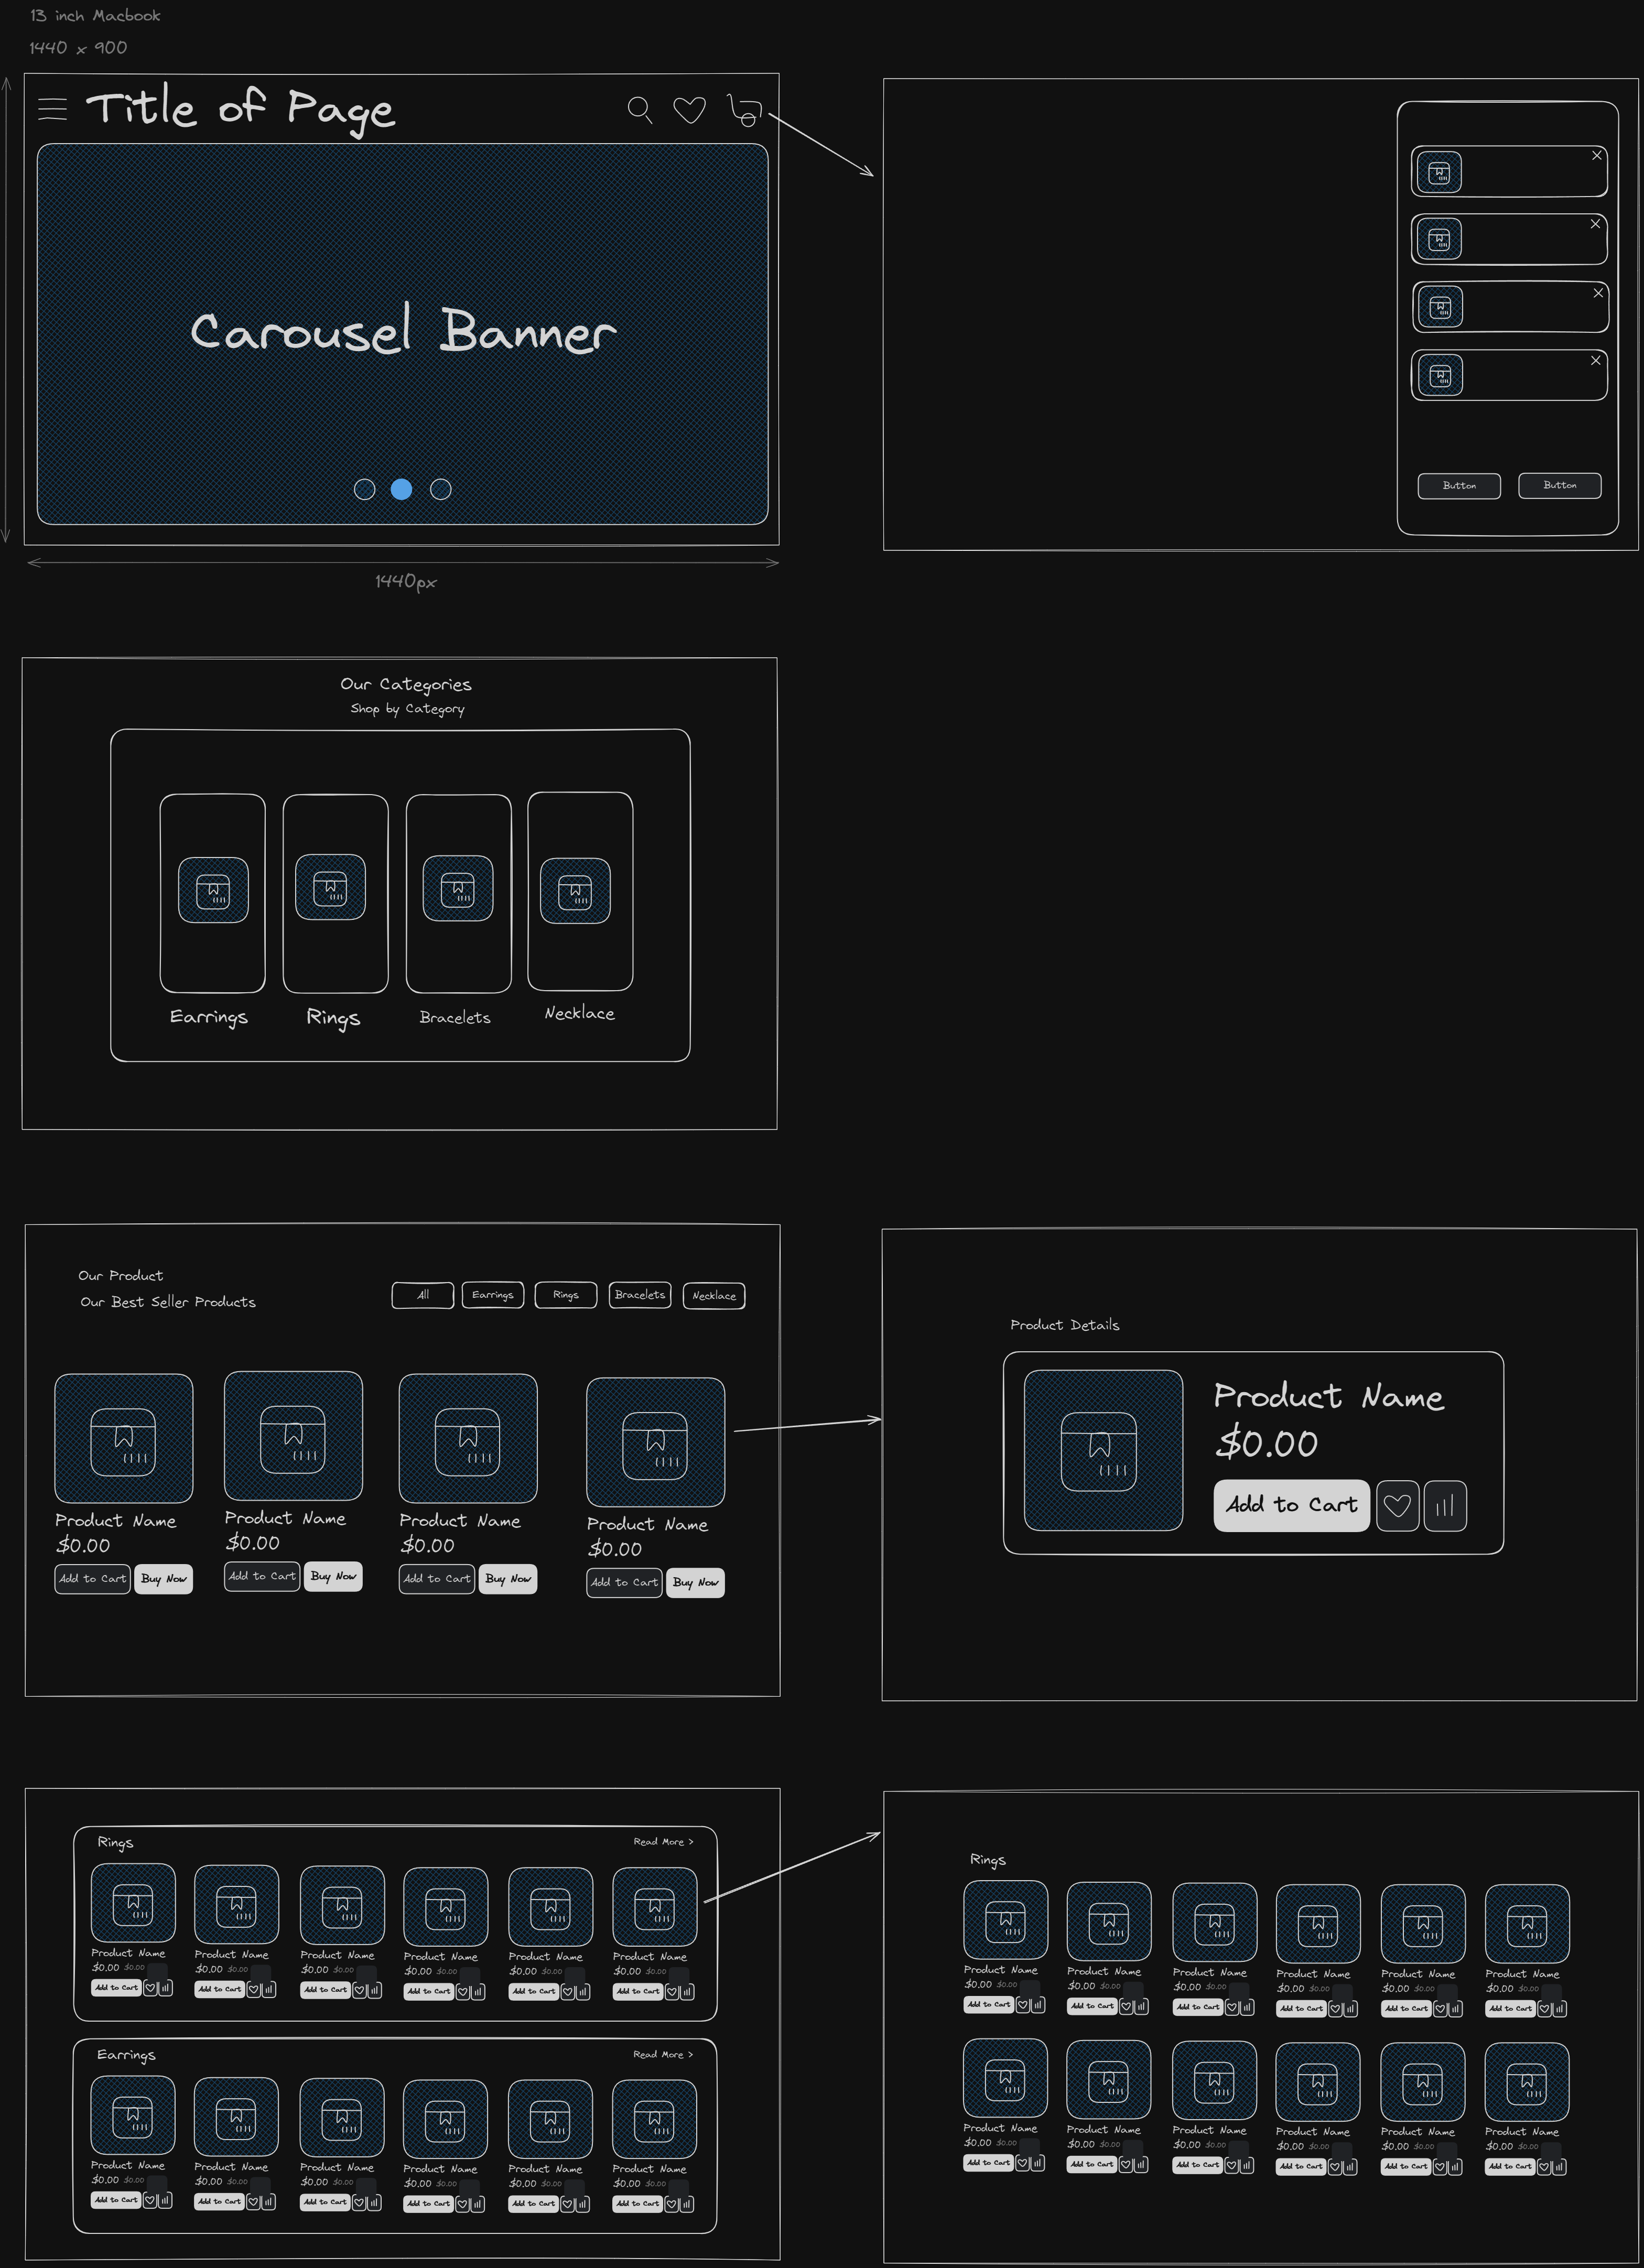 13 inch Macbook
1440 x 900
Title of Page
Carousel Banner
1440px
Button Button
Our Categories
Shop by Category
Earrings Rings Bracelets Necklace
Our Product
Our Best Seller Products
All Earrings Rings Bracelets Necklace
Product Name Product Name Product Name Product Name
$0.00 $0.00 $0.00 $0.00
Add to Cart Buy Now Add to Cart Buy Now Add to Cart Buy Now Add to Cart Buy Now
Product Details
Product Name
$0.00
Add to Cart
Rings Read More >
Product Name Product Name Product Name Product Name Product Name Product Name
$0.00 $0.00 $0.00 $0.00 $0.00 $0.00 $0.00 $0.00 $0.00 $0.00 $0.00 $0.00
Add to Cart Add to Cart Add to Cart Add to Cart Add to Cart Add to Cart
Earrings Read More >
Product Name Product Name Product Name Product Name Product Name Product Name
$0.00 $0.00 $0.00 $0.00 $0.00 $0.00 $0.00 $0.00 $0.00 $0.00 $0.00 $0.00
Add to Cart Add to Cart Add to Cart Add to Cart Add to Cart Add to Cart
Rings
Product Name Product Name Product Name Product Name Product Name Product Name
$0.00 $0.00 $0.00 $0.00 $0.00 $0.00 $0.00 $0.00 $0.00 $0.00 $0.00 $0.00
Add to Cart Add to Cart Add to Cart Add to Cart Add to Cart Add to Cart
Product Name Product Name Product Name Product Name Product Name Product Name
$0.00 $0.00 $0.00 $0.00 $0.00 $0.00 $0.00 $0.00 $0.00 $0.00 $0.00 $0.00
Add to Cart Add to Cart Add to Cart Add to Cart Add to Cart Add to Cart